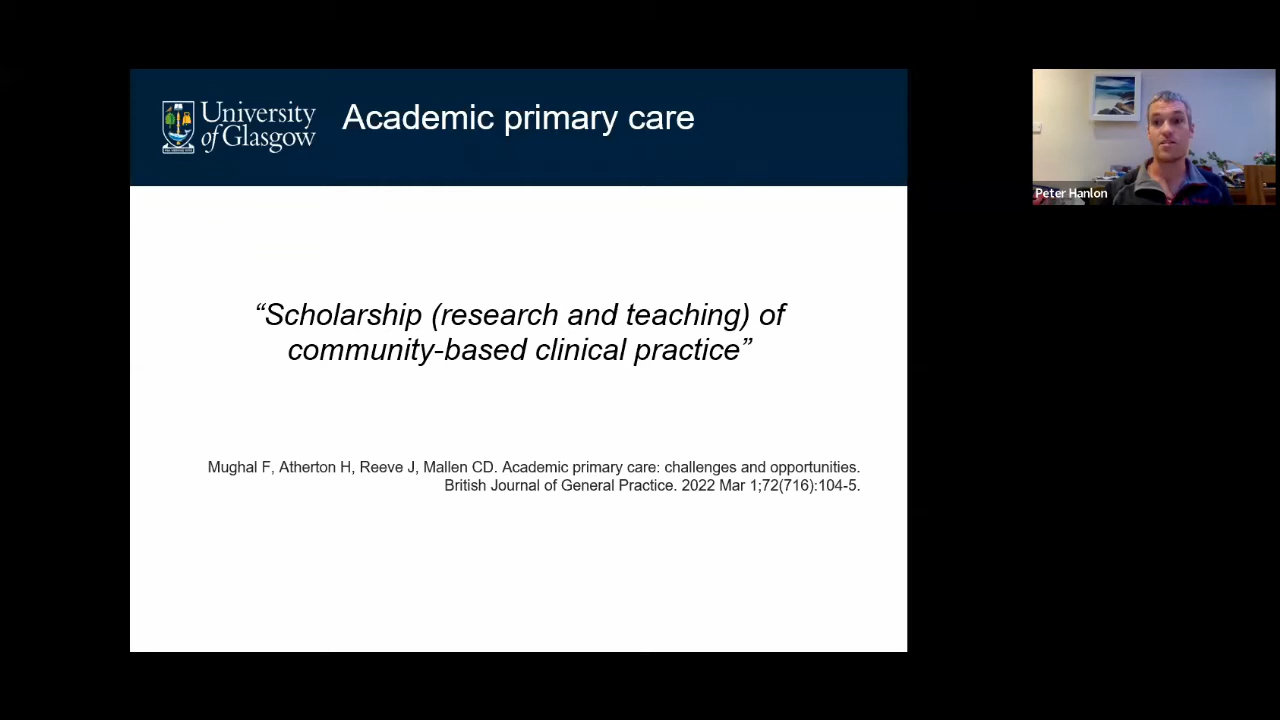 University
of Glasgow
Academic primary care
“Scholarship (research and teaching) of
community-based clinical practice”
Mughal F, Atherton H, Reeve J, Mallen CD. Academic primary care: challenges and opportunities.
British Journal of General Practice. 2022 Mar 1;72(716):104-5.
Peter Hanlon